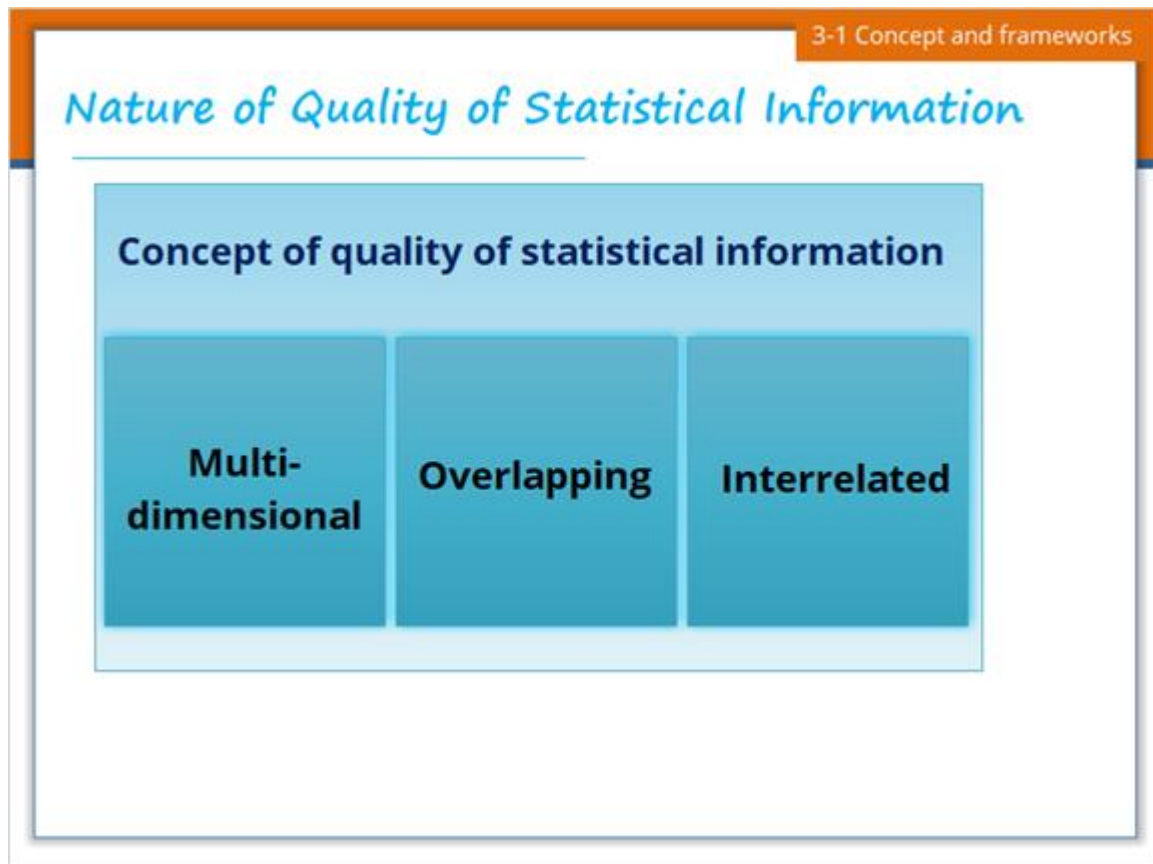 3-1 Concept and frameworks
Nature of Quality of Statistical Information
Concept of quality of statistical information
Multi-
dimensional
Overlapping
Interrelated